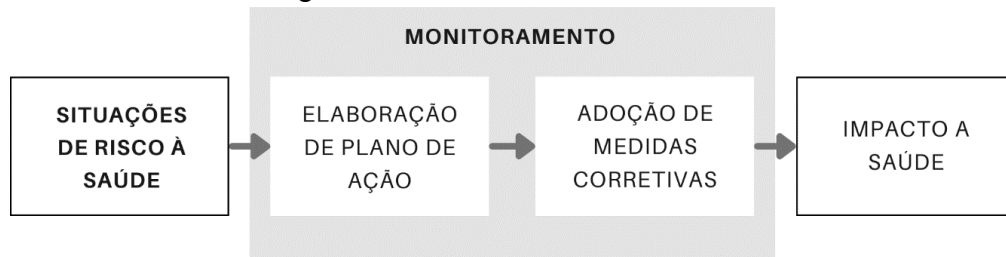 MONITORAMENTO
SITUAÇÕES
DE RISCO À
SAÚDE
ELABORAÇÃO
DE PLANO DE
AÇÃO
ADOÇÃO DE
MEDIDAS
CORRETIVAS
IMPACTO A
SAÚDE